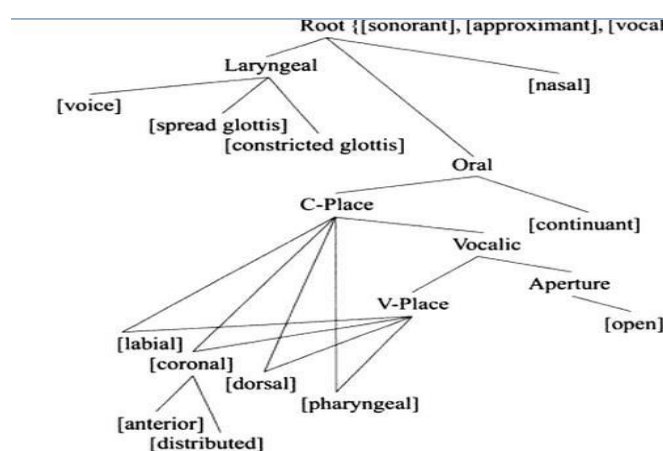 Root {[sonorant], [approximant], [vocal
Laryngeal
[nasal]
[voice]
[spread glottis]
[constricted glottis]
Oral
C-Place
[continuant]
Vocalic
Aperture
V-Place
[open]
[labial]
[coronal]
[dorsal]
[pharyngeal]
[anterior]
[distributed]